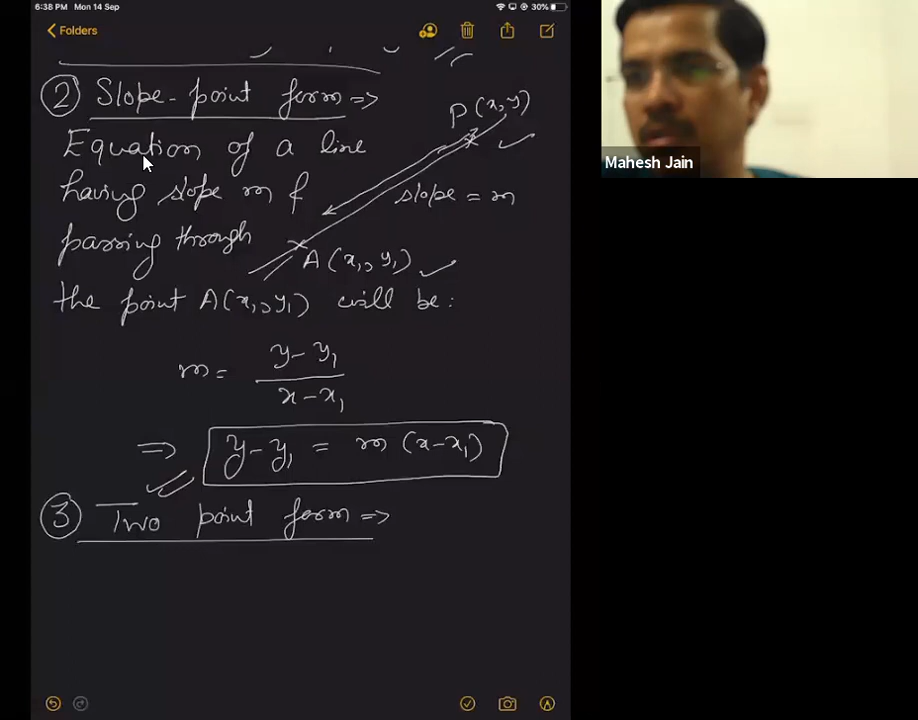 6:38 PM Mon 14 Sep
30%
Folders
② Slope-point form ⇒
P(x, y)
Equation of a line
having slope m &
slope = m
passing through
A(x₁, y₁)
the point A(x₁, y₁) will be:
m = (y - y₁)/(x - x₁)
⇒ y - y₁ = m (x - x₁)
③ Two point form ⇒
Mahesh Jain